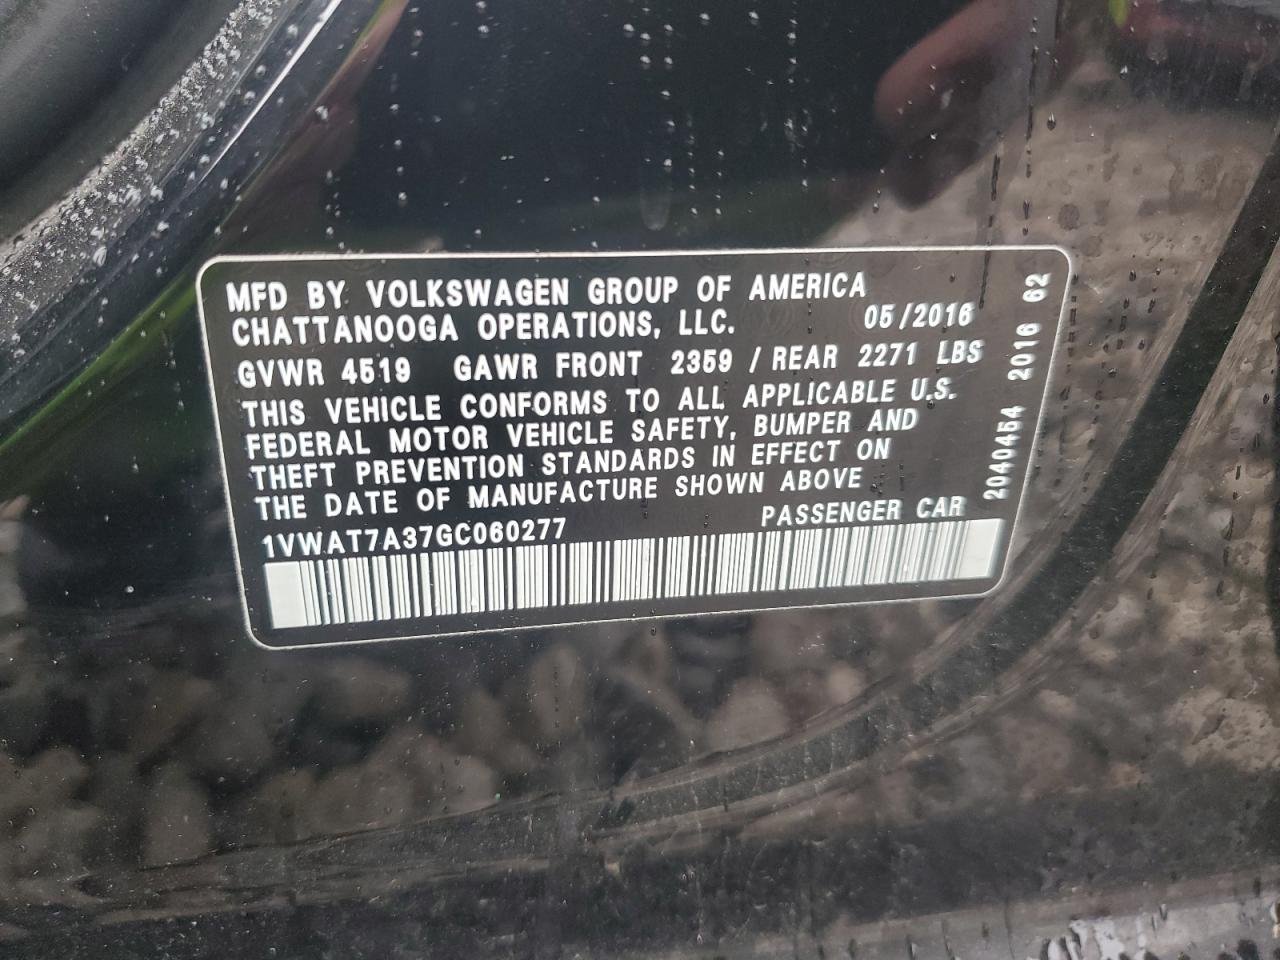 MFD BY VOLKSWAGEN GROUP OF AMERICA
CHATTANOOGA OPERATIONS, LLC. 05/2016
GVWR 4519 GAWR FRONT 2359 / REAR 2271 LBS
THIS VEHICLE CONFORMS TO ALL APPLICABLE U.S.
FEDERAL MOTOR VEHICLE SAFETY, BUMPER AND
THEFT PREVENTION STANDARDS IN EFFECT ON
THE DATE OF MANUFACTURE SHOWN ABOVE
PASSENGER CAR
1VWAT7A37GC060277
2040454 2016 62